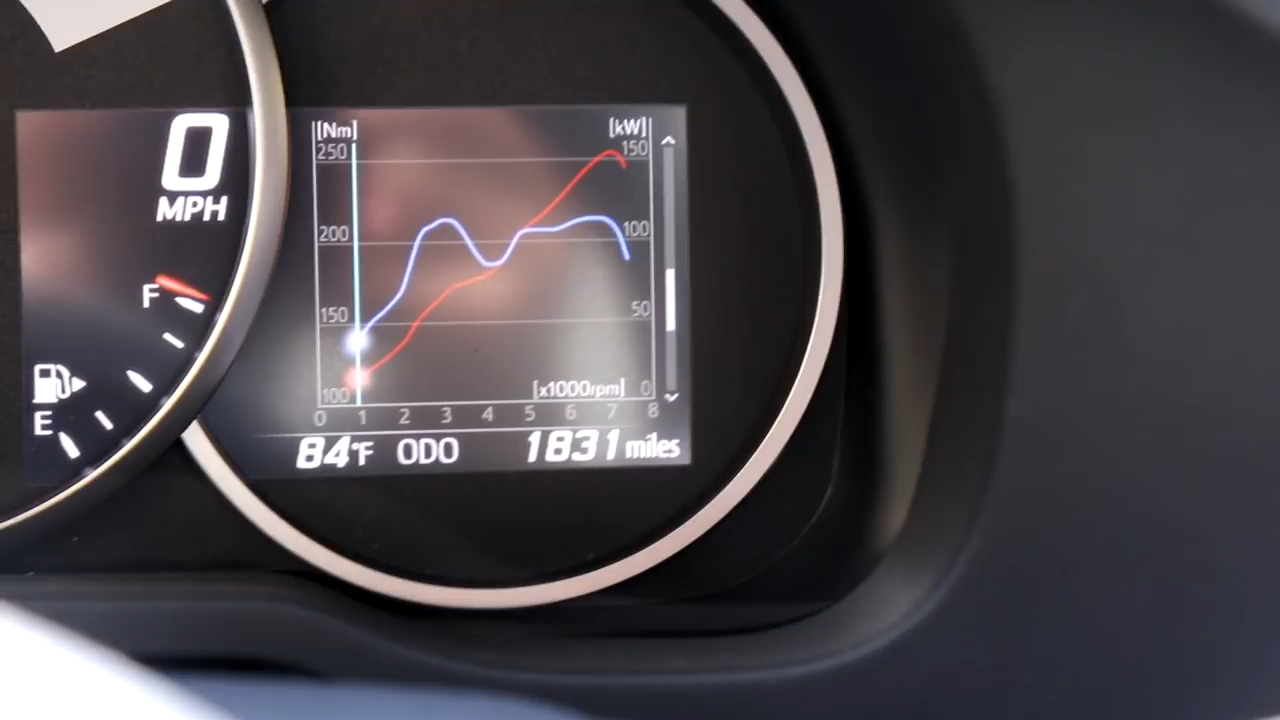 0
MPH
F
E
[Nm] [kW]
250 150
200 100
150 50
[x1000rpm]
100 0
0 1 2 3 4 5 6 7 8
84°F ODO 1831 miles